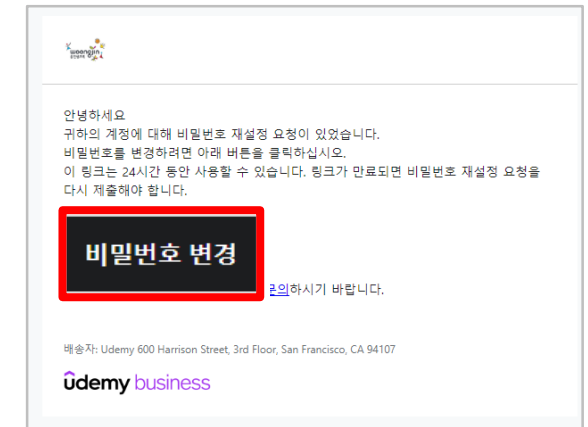 woongjin
안녕하세요
귀하의 계정에 대해 비밀번호 재설정 요청이 있었습니다.
비밀번호를 변경하려면 아래 버튼을 클릭하십시오.
이 링크는 24시간 동안 사용할 수 있습니다. 링크가 만료되면 비밀번호 재설정 요청을
다시 제출해야 합니다.
비밀번호 변경
문의하시기 바랍니다.
배송자: Udemy 600 Harrison Street, 3rd Floor, San Francisco, CA 94107
ûdemy business